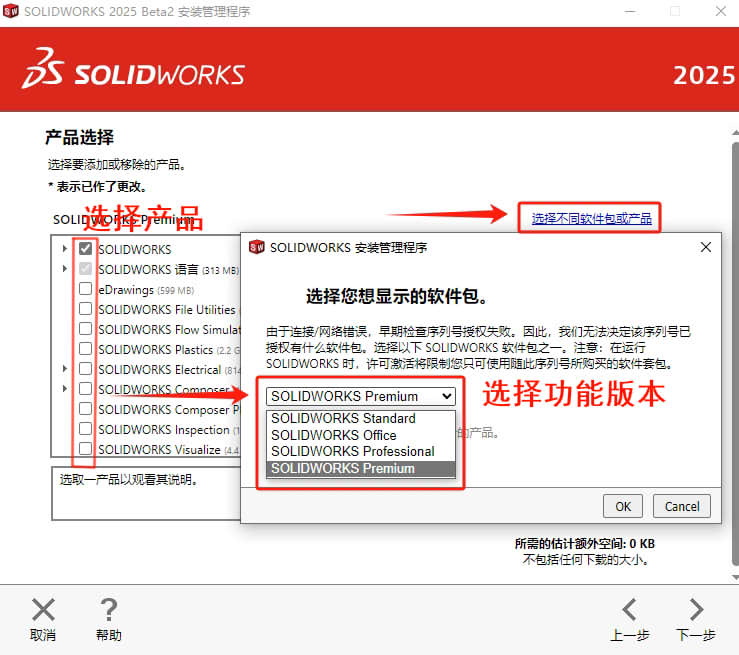 SOLIDWORKS 2025 Beta2 安装管理程序
SOLIDWORKS
2025
产品选择
选择要添加或移除的产品。
* 表示已作了更改。
SOLIDWORKS Premium
选择产品
选择不同软件包或产品
SOLIDWORKS
SOLIDWORKS 语言 (313 MB)
eDrawings (599 MB)
SOLIDWORKS File Utilities
SOLIDWORKS Flow Simulat
SOLIDWORKS Plastics (2.2 G
SOLIDWORKS Electrical (814
SOLIDWORKS Composer
SOLIDWORKS Composer P
SOLIDWORKS Inspection (1
SOLIDWORKS Visualize (4.4
选取一产品以观看其说明。
SOLIDWORKS 安装管理程序
选择您想显示的软件包。
由于连接/网络错误，早期检查序列号授权失败。因此，我们无法决定该序列号已
授权有什么软件包。选择以下 SOLIDWORKS 软件包之一。注意：在运行
SOLIDWORKS 时，许可激活将限制您只可使用随此序列号所购买的软件套包。
SOLIDWORKS Premium
选择功能版本
SOLIDWORKS Standard
SOLIDWORKS Office
的产品。
SOLIDWORKS Professional
SOLIDWORKS Premium
OK
Cancel
所需的估计额外空间: 0 KB
不包括任何下载的大小。
取消
帮助
上一步
下一步